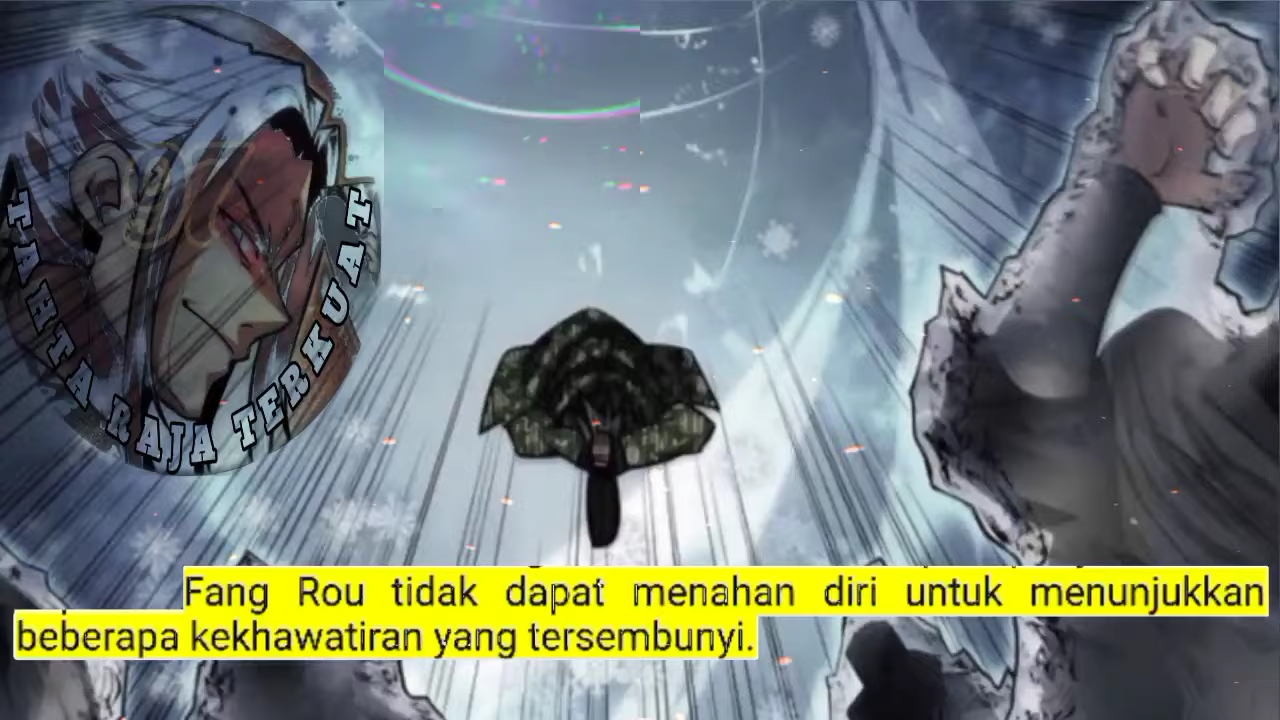 TAHTA RAJA TERKUAT
Fang Rou tidak dapat menahan diri untuk menunjukkan
beberapa kekhawatiran yang tersembunyi.